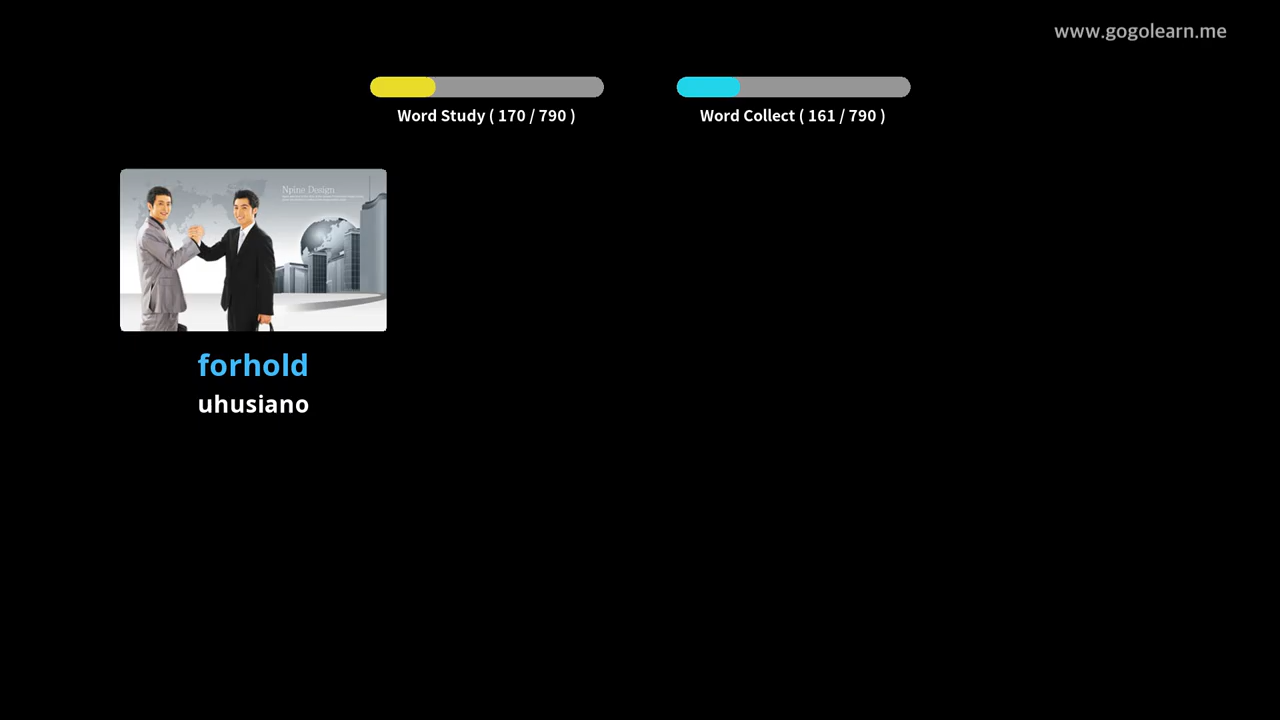 www.gogolearn.me
Word Study ( 170 / 790 )
Word Collect ( 161 / 790 )
Npine Design
forhold
uhusiano